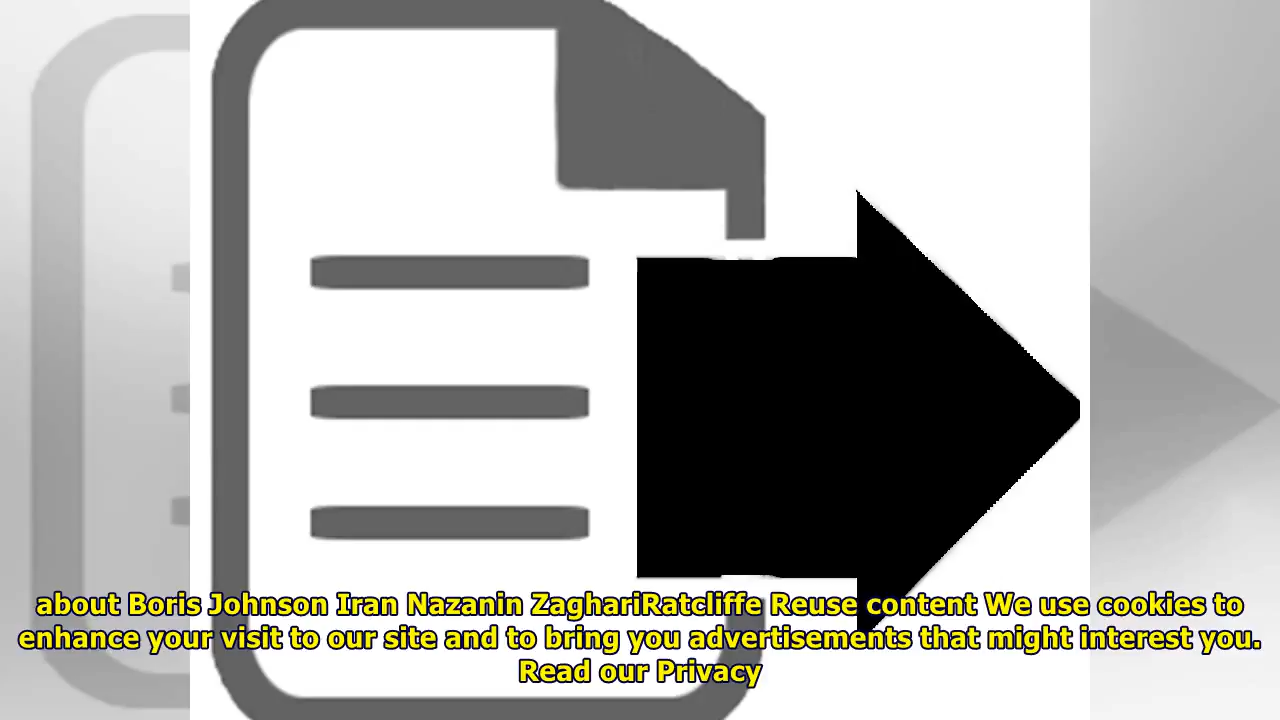 about Boris Johnson Iran Nazanin ZaghariRatcliffe Reuse content We use cookies to
enhance your visit to our site and to bring you advertisements that might interest you.
Read our Privacy